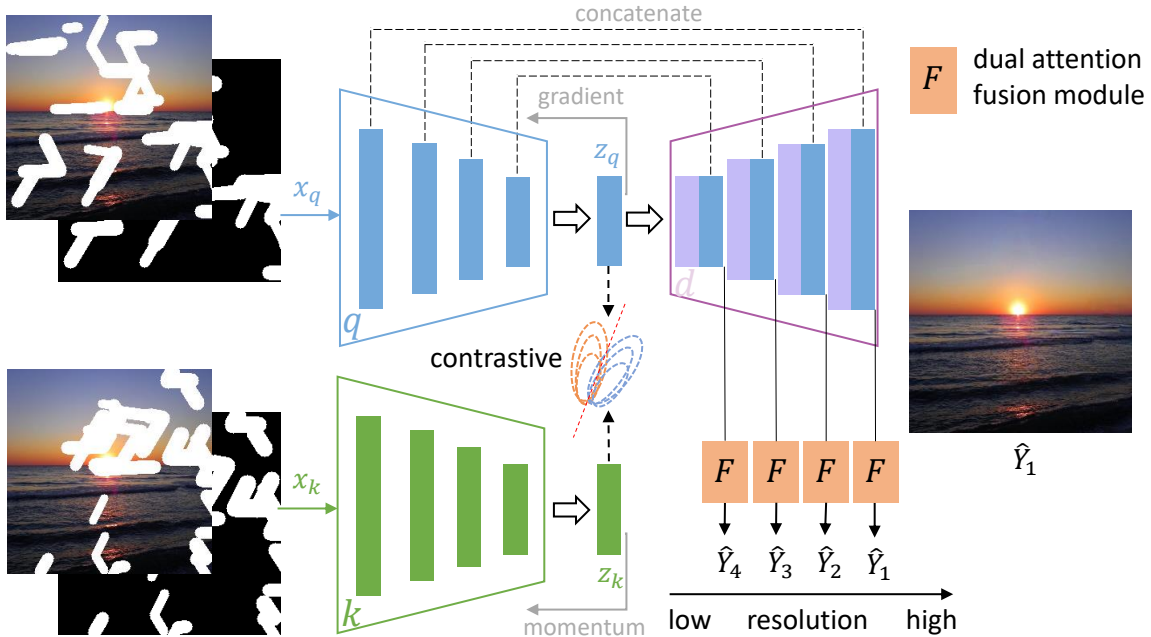 concatenate
F
dual attention
fusion module
gradient
z_q
x_q
d
q
contrastive
Ŷ_1
x_k
F F F F
z_k
Ŷ_4 Ŷ_3 Ŷ_2 Ŷ_1
k
momentum
low resolution high